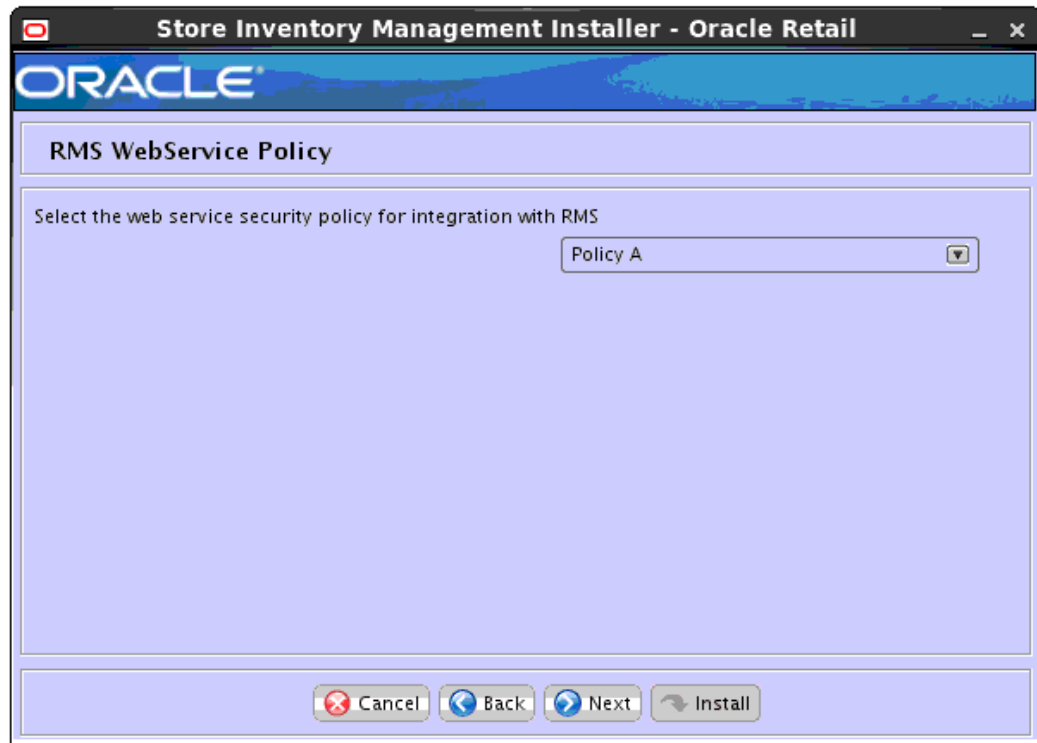 Store Inventory Management Installer - Oracle Retail
ORACLE
RMS WebService Policy
Select the web service security policy for integration with RMS
Policy A
Cancel Back Next Install